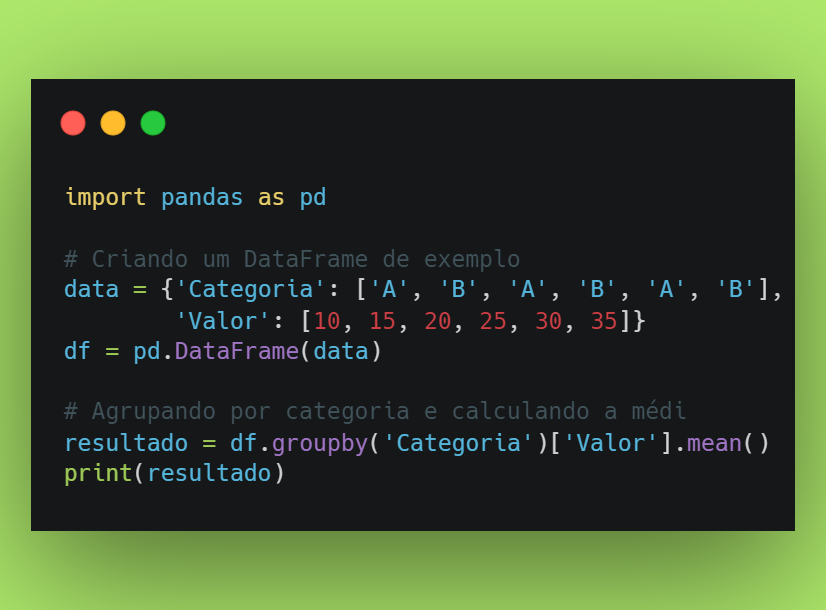 import pandas as pd
# Criando um DataFrame de exemplo
data = {'Categoria': ['A', 'B', 'A', 'B', 'A', 'B'],
        'Valor': [10, 15, 20, 25, 30, 35]}
df = pd.DataFrame(data)
# Agrupando por categoria e calculando a médi
resultado = df.groupby('Categoria')['Valor'].mean()
print(resultado)